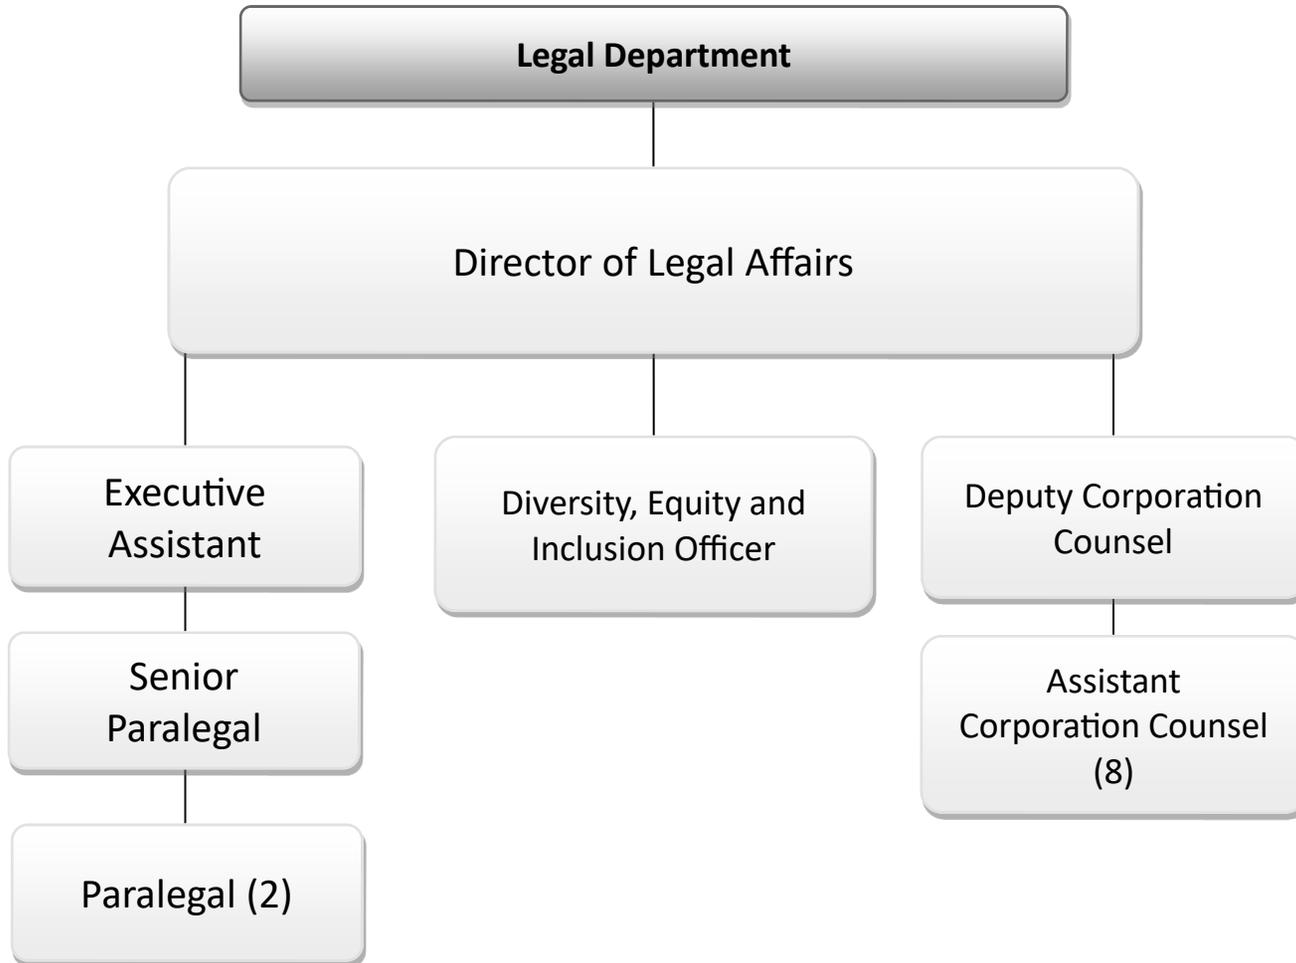 Legal Department
Director of Legal Affairs
Executive
Assistant
Diversity, Equity and
Inclusion Officer
Deputy Corporation
Counsel
Senior
Paralegal
Assistant
Corporation Counsel
(8)
Paralegal (2)